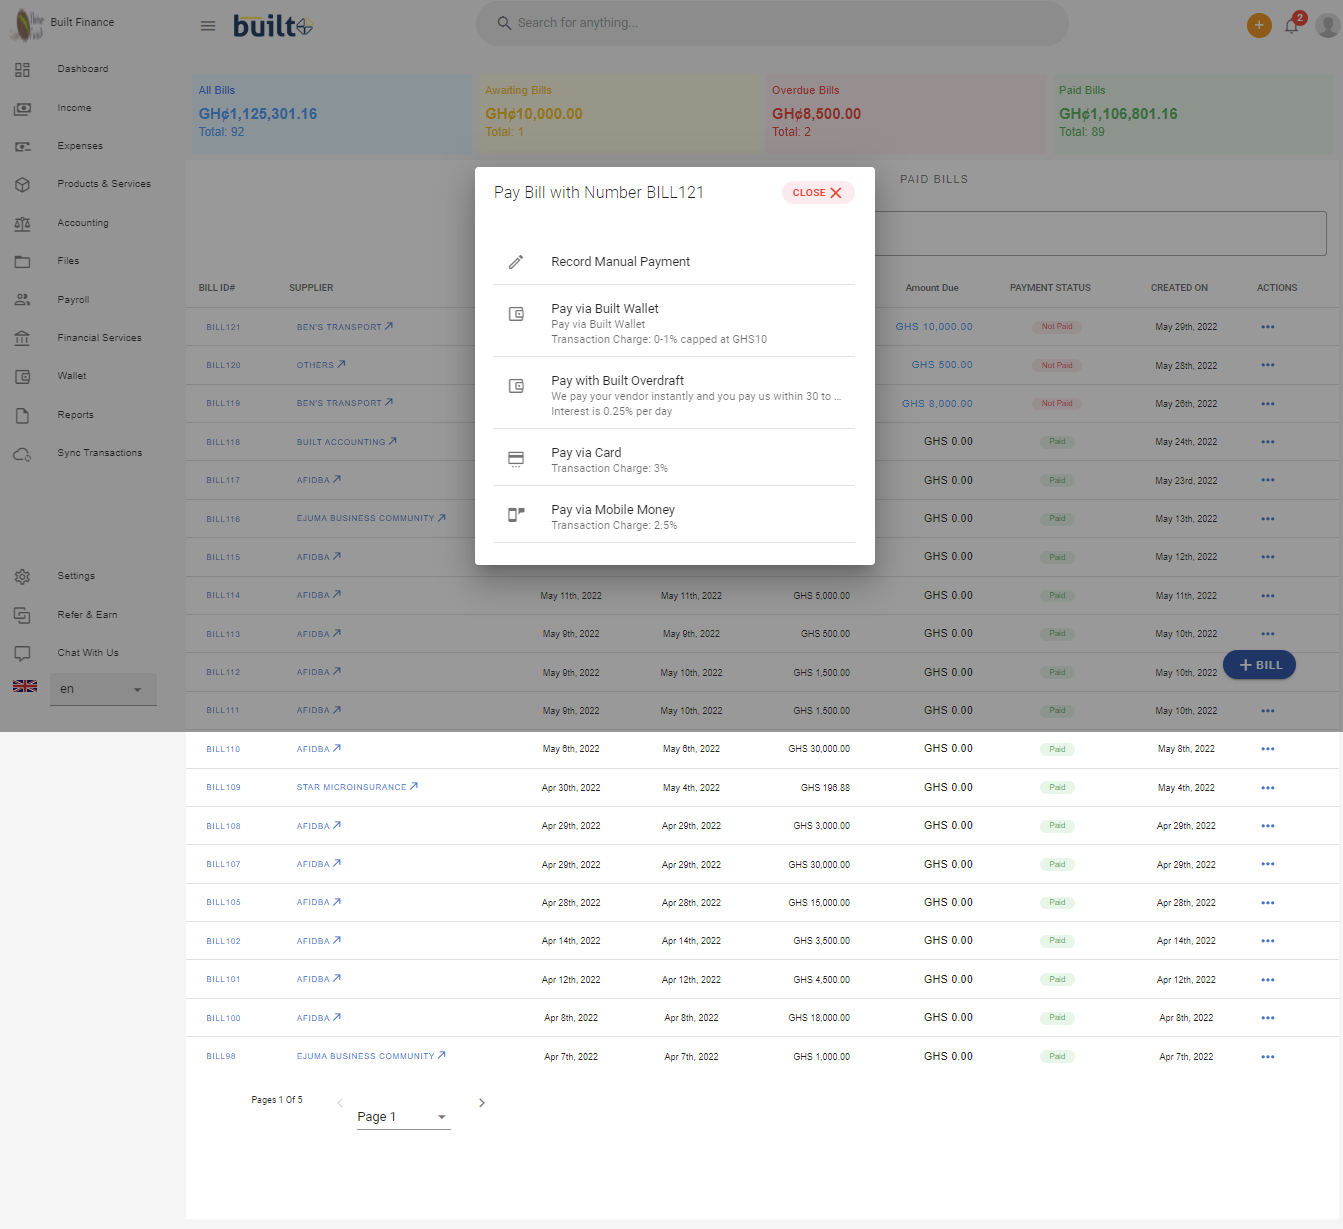 Built Finance
built
Search for anything...
2
Dashboard
Income
Expenses
Products & Services
Accounting
Files
Payroll
Financial Services
Wallet
Reports
Sync Transactions
Settings
Refer & Earn
Chat With Us
en
All Bills
GH¢1,125,301.16
Total: 92
Awaiting Bills
GH¢10,000.00
Total: 1
Overdue Bills
GH¢8,500.00
Total: 2
Paid Bills
GH¢1,106,801.16
Total: 89
PAID BILLS
Pay Bill with Number BILL121
CLOSE
Record Manual Payment
Pay via Built Wallet
Pay via Built Wallet
Transaction Charge: 0-1% capped at GHS10
Pay with Built Overdraft
We pay your vendor instantly and you pay us within 30 to ...
Interest is 0.25% per day
Pay via Card
Transaction Charge: 3%
Pay via Mobile Money
Transaction Charge: 2.5%
BILL ID# SUPPLIER Amount Due PAYMENT STATUS CREATED ON ACTIONS
BILL121 BEN'S TRANSPORT GHS 10,000.00 Not Paid May 29th, 2022
BILL120 OTHERS GHS 500.00 Not Paid May 28th, 2022
BILL119 BEN'S TRANSPORT GHS 8,000.00 Not Paid May 26th, 2022
BILL118 BUILT ACCOUNTING GHS 0.00 Paid May 24th, 2022
BILL117 AFIDBA GHS 0.00 Paid May 23rd, 2022
BILL116 EJUMA BUSINESS COMMUNITY GHS 0.00 Paid May 13th, 2022
BILL115 AFIDBA GHS 0.00 Paid May 12th, 2022
BILL114 AFIDBA May 11th, 2022 May 11th, 2022 GHS 5,000.00 GHS 0.00 Paid May 11th, 2022
BILL113 AFIDBA May 9th, 2022 May 9th, 2022 GHS 500.00 GHS 0.00 Paid May 10th, 2022
BILL112 AFIDBA May 9th, 2022 May 10th, 2022 GHS 1,500.00 GHS 0.00 Paid May 10th, 2022
+ BILL
BILL111 AFIDBA May 9th, 2022 May 10th, 2022 GHS 1,500.00 GHS 0.00 Paid May 10th, 2022
BILL110 AFIDBA May 6th, 2022 May 6th, 2022 GHS 30,000.00 GHS 0.00 Paid May 8th, 2022
BILL109 STAR MICROINSURANCE Apr 30th, 2022 May 4th, 2022 GHS 196.88 GHS 0.00 Paid May 4th, 2022
BILL108 AFIDBA Apr 29th, 2022 Apr 29th, 2022 GHS 3,000.00 GHS 0.00 Paid Apr 29th, 2022
BILL107 AFIDBA Apr 29th, 2022 Apr 29th, 2022 GHS 30,000.00 GHS 0.00 Paid Apr 29th, 2022
BILL105 AFIDBA Apr 28th, 2022 Apr 28th, 2022 GHS 15,000.00 GHS 0.00 Paid Apr 28th, 2022
BILL102 AFIDBA Apr 14th, 2022 Apr 14th, 2022 GHS 3,500.00 GHS 0.00 Paid Apr 14th, 2022
BILL101 AFIDBA Apr 12th, 2022 Apr 12th, 2022 GHS 4,500.00 GHS 0.00 Paid Apr 12th, 2022
BILL100 AFIDBA Apr 8th, 2022 Apr 8th, 2022 GHS 18,000.00 GHS 0.00 Paid Apr 8th, 2022
BILL98 EJUMA BUSINESS COMMUNITY Apr 7th, 2022 Apr 7th, 2022 GHS 1,000.00 GHS 0.00 Paid Apr 7th, 2022
Pages 1 Of 5
Page 1